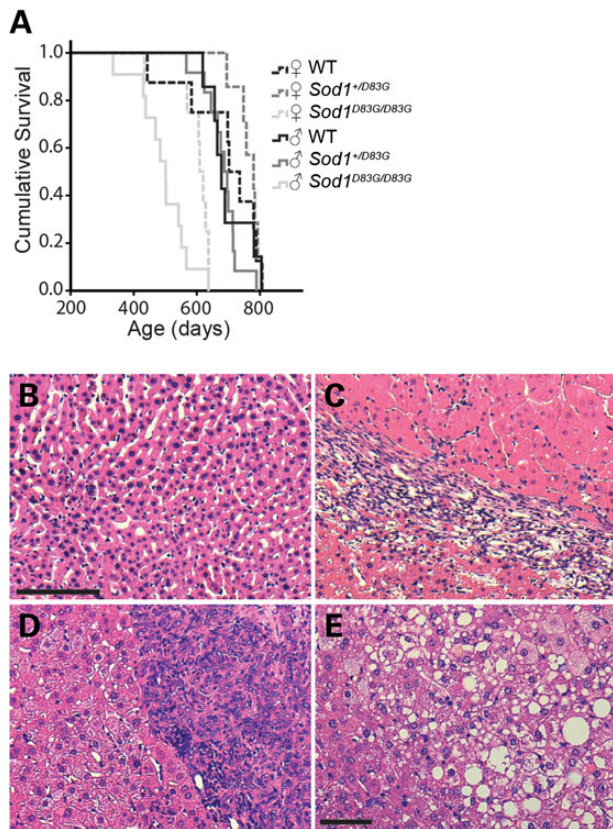 A
1.0
0.8
0.6
0.4
0.2
0.0
Cumulative Survival
200 400 600 800
Age (days)
♀ WT
♀ Sod1+/D83G
♀ Sod1D83G/D83G
♂ WT
♂ Sod1+/D83G
♂ Sod1D83G/D83G
B
C
D
E